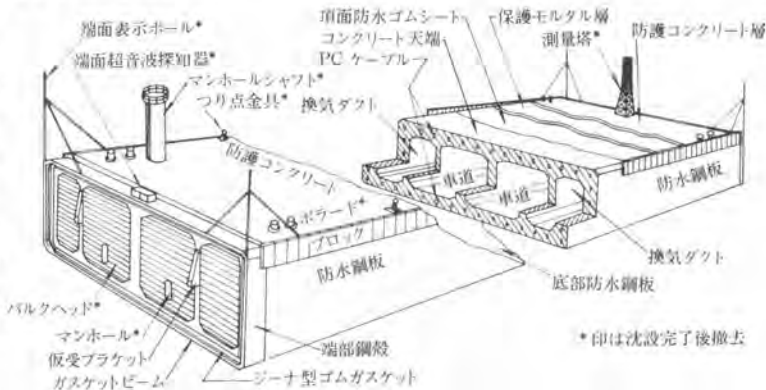 端面表示ポール*
端面超音波探知器*
マンホールシャフト*
つり点金具*
頂面防水ゴムシート
コンクリート天端
PC ケーブル
換気ダクト
保護モルタル層
測量塔*
防護コンクリート層
防護コンクリート
ボラード*
ブロック
防水鋼板
車道
車道
防水鋼板
換気ダクト
底部防水鋼板
バルクヘッド*
マンホール*
仮受ブラケット
ガスケットビーム
端部鋼殻
ジーナ型ゴムガスケット
*印は沈設完了後撤去